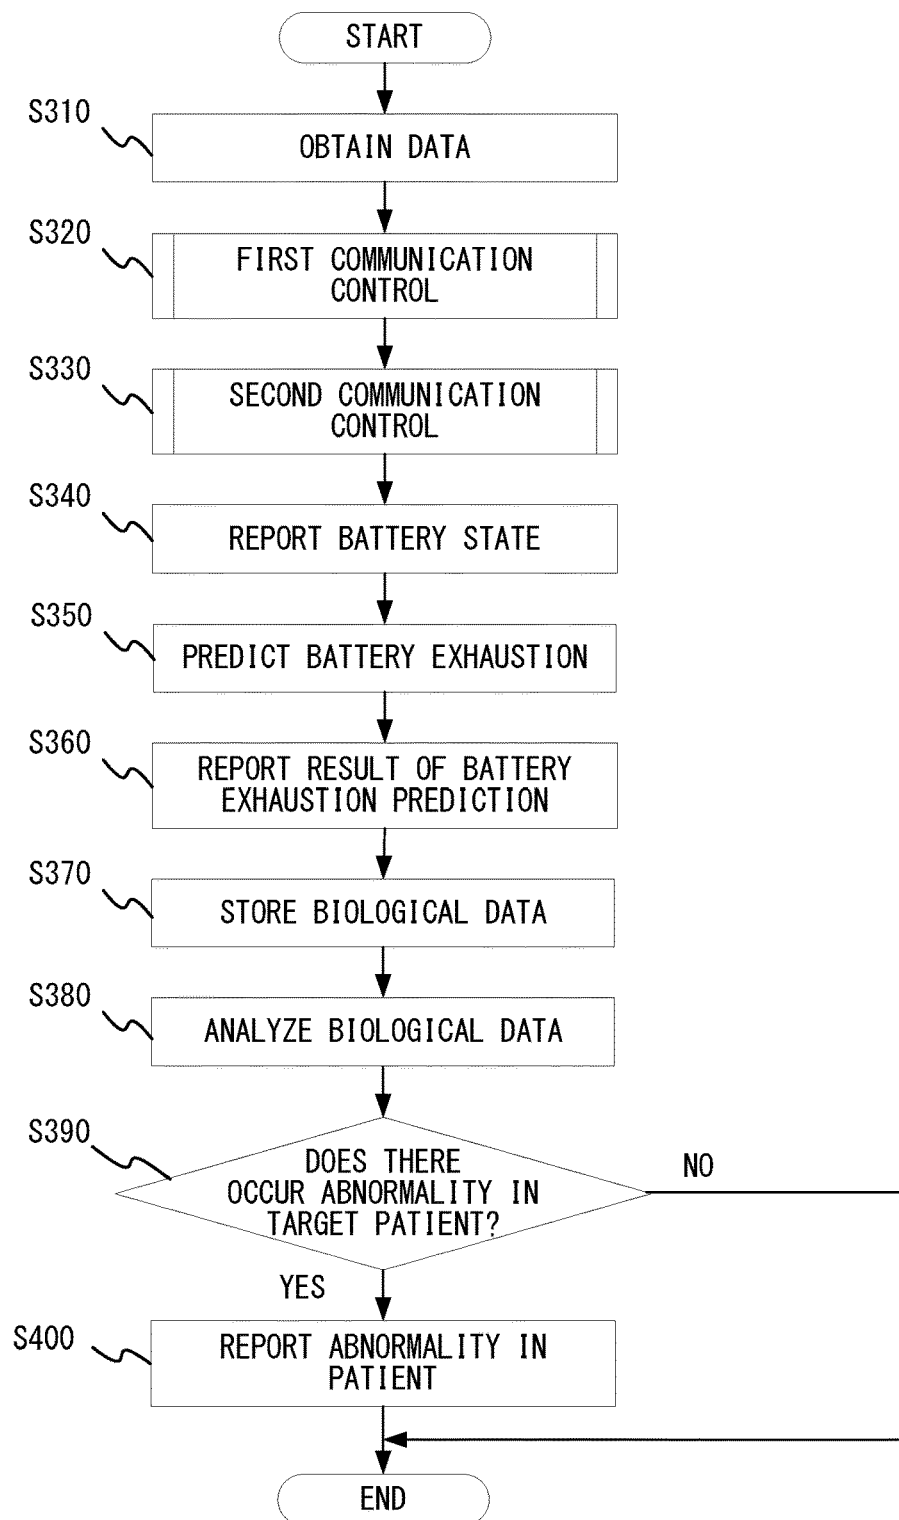 START
S310
OBTAIN DATA
S320
FIRST COMMUNICATION
CONTROL
S330
SECOND COMMUNICATION
CONTROL
S340
REPORT BATTERY STATE
S350
PREDICT BATTERY EXHAUSTION
S360
REPORT RESULT OF BATTERY
EXHAUSTION PREDICTION
S370
STORE BIOLOGICAL DATA
S380
ANALYZE BIOLOGICAL DATA
S390
DOES THERE
OCCUR ABNORMALITY IN
TARGET PATIENT?
NO
YES
S400
REPORT ABNORMALITY IN
PATIENT
END